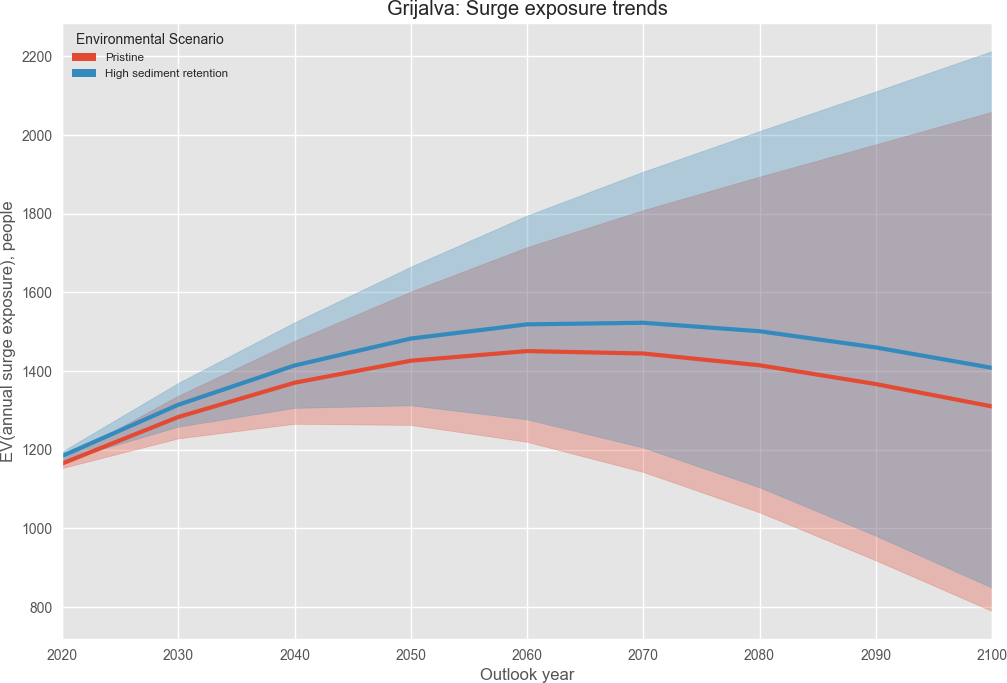 Grijalva: Surge exposure trends
Environmental Scenario
Pristine
High sediment retention
EV(annual surge exposure), people
2200
2000
1800
1600
1400
1200
1000
800
2020 2030 2040 2050 2060 2070 2080 2090 2100
Outlook year